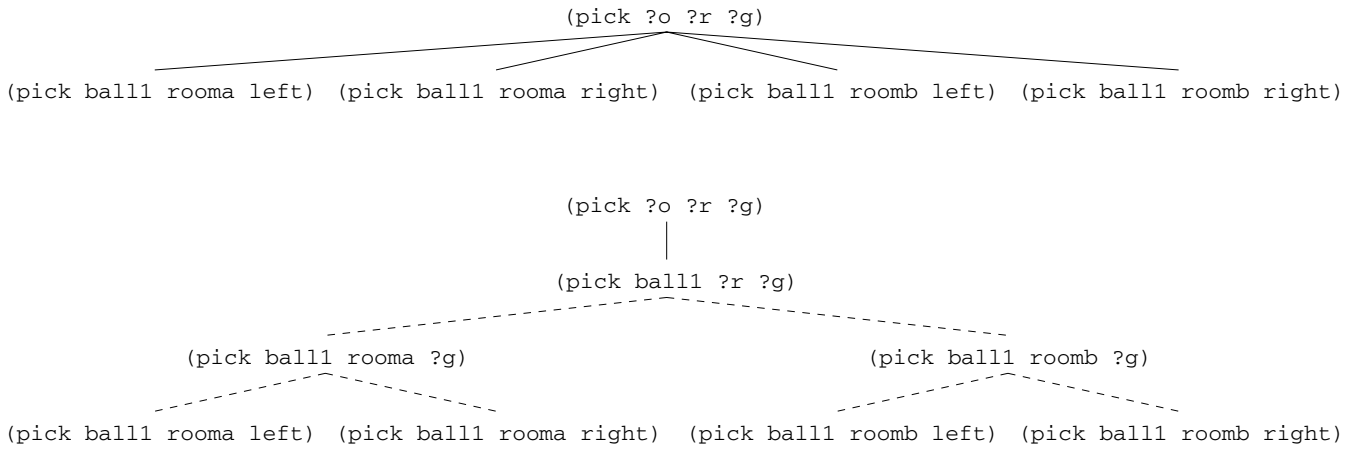 (pick ?o ?r ?g)
(pick ball1 rooma left) (pick ball1 rooma right) (pick ball1 roomb left) (pick ball1 roomb right)
(pick ?o ?r ?g)
(pick ball1 ?r ?g)
(pick ball1 rooma ?g) (pick ball1 roomb ?g)
(pick ball1 rooma left) (pick ball1 rooma right) (pick ball1 roomb left) (pick ball1 roomb right)